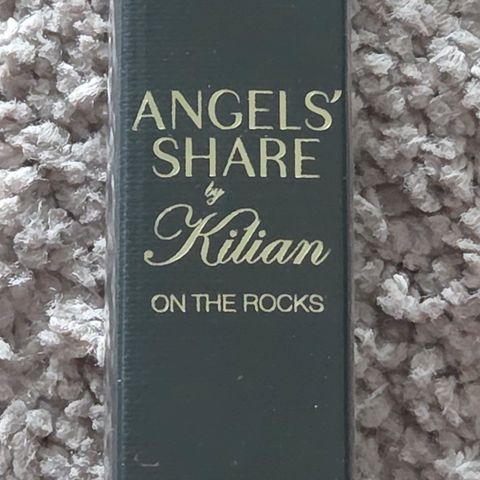 ANGELS'
SHARE
by
Kilian
ON THE ROCKS